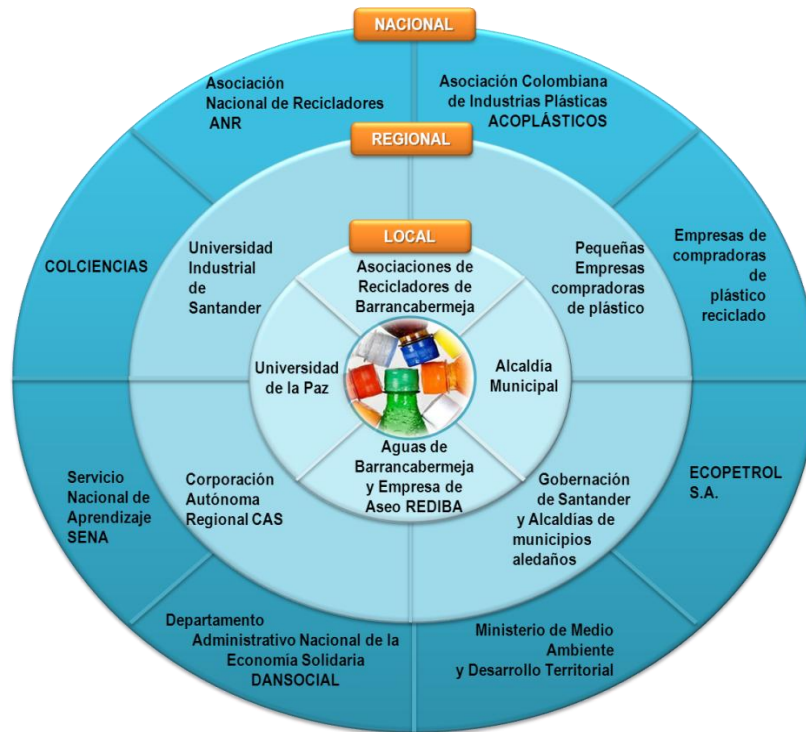 NACIONAL
Asociación
Nacional de Recicladores
ANR
Asociación Colombiana
de Industrias Plásticas
ACOPLÁSTICOS
REGIONAL
LOCAL
COLCIENCIAS
Universidad
Industrial
de
Santander
Asociaciones de
Recicladores de
Barrancabermeja
Pequeñas
Empresas
compradoras
de plástico
Empresas de
compradoras
de
plástico
reciclado
Universidad
de la Paz
Alcaldía
Municipal
Aguas de
Barrancabermeja
y Empresa de
Aseo REDIBA
Servicio
Nacional de
Aprendizaje
SENA
Corporación
Autónoma
Regional CAS
Gobernación
de Santander
y Alcaldías de
municipios
aledaños
ECOPETROL
S.A.
Departamento
Administrativo Nacional de la
Economía Solidaria
DANSOCIAL
Ministerio de Medio
Ambiente
y Desarrollo Territorial